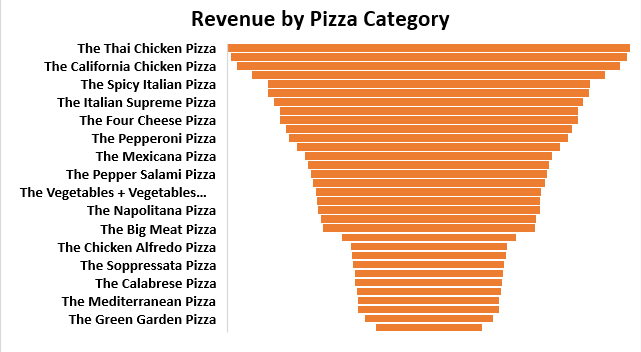 Revenue by Pizza Category
The Thai Chicken Pizza
The California Chicken Pizza
The Spicy Italian Pizza
The Italian Supreme Pizza
The Four Cheese Pizza
The Pepperoni Pizza
The Mexicana Pizza
The Pepper Salami Pizza
The Vegetables + Vegetables...
The Napolitana Pizza
The Big Meat Pizza
The Chicken Alfredo Pizza
The Soppressata Pizza
The Calabrese Pizza
The Mediterranean Pizza
The Green Garden Pizza